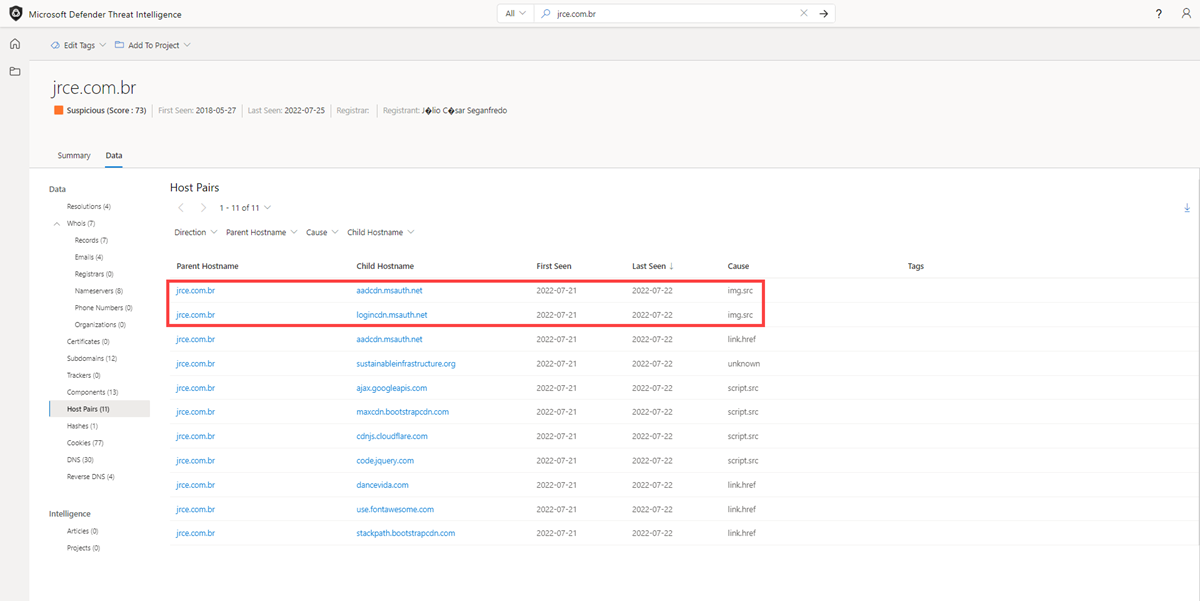 Microsoft Defender Threat Intelligence All jrce.com.br ?
Edit Tags Add To Project
jrce.com.br
Suspicious (Score : 73) First Seen: 2018-05-27 Last Seen: 2022-07-25 Registrar: Registrant: J�lio C�sar Seganfredo
Summary Data
Data
Resolutions (4)
Whois (7)
Records (7)
Emails (4)
Registrars (0)
Nameservers (8)
Phone Numbers (0)
Organizations (0)
Certificates (0)
Subdomains (12)
Trackers (0)
Components (13)
Host Pairs (11)
Hashes (1)
Cookies (77)
DNS (30)
Reverse DNS (4)
Intelligence
Articles (0)
Projects (0)
Host Pairs
1 - 11 of 11
Direction Parent Hostname Cause Child Hostname
Parent Hostname Child Hostname First Seen Last Seen ↓ Cause Tags
jrce.com.br aadcdn.msauth.net 2022-07-21 2022-07-22 img.src
jrce.com.br logincdn.msauth.net 2022-07-21 2022-07-22 img.src
jrce.com.br aadcdn.msauth.net 2022-07-21 2022-07-22 link.href
jrce.com.br sustainableinfrastructure.org 2022-07-21 2022-07-22 unknown
jrce.com.br ajax.googleapis.com 2022-07-21 2022-07-22 script.src
jrce.com.br maxcdn.bootstrapcdn.com 2022-07-21 2022-07-22 script.src
jrce.com.br cdnjs.cloudflare.com 2022-07-21 2022-07-22 script.src
jrce.com.br code.jquery.com 2022-07-21 2022-07-22 script.src
jrce.com.br dancevida.com 2022-07-21 2022-07-22 link.href
jrce.com.br use.fontawesome.com 2022-07-21 2022-07-22 link.href
jrce.com.br stackpath.bootstrapcdn.com 2022-07-21 2022-07-22 link.href